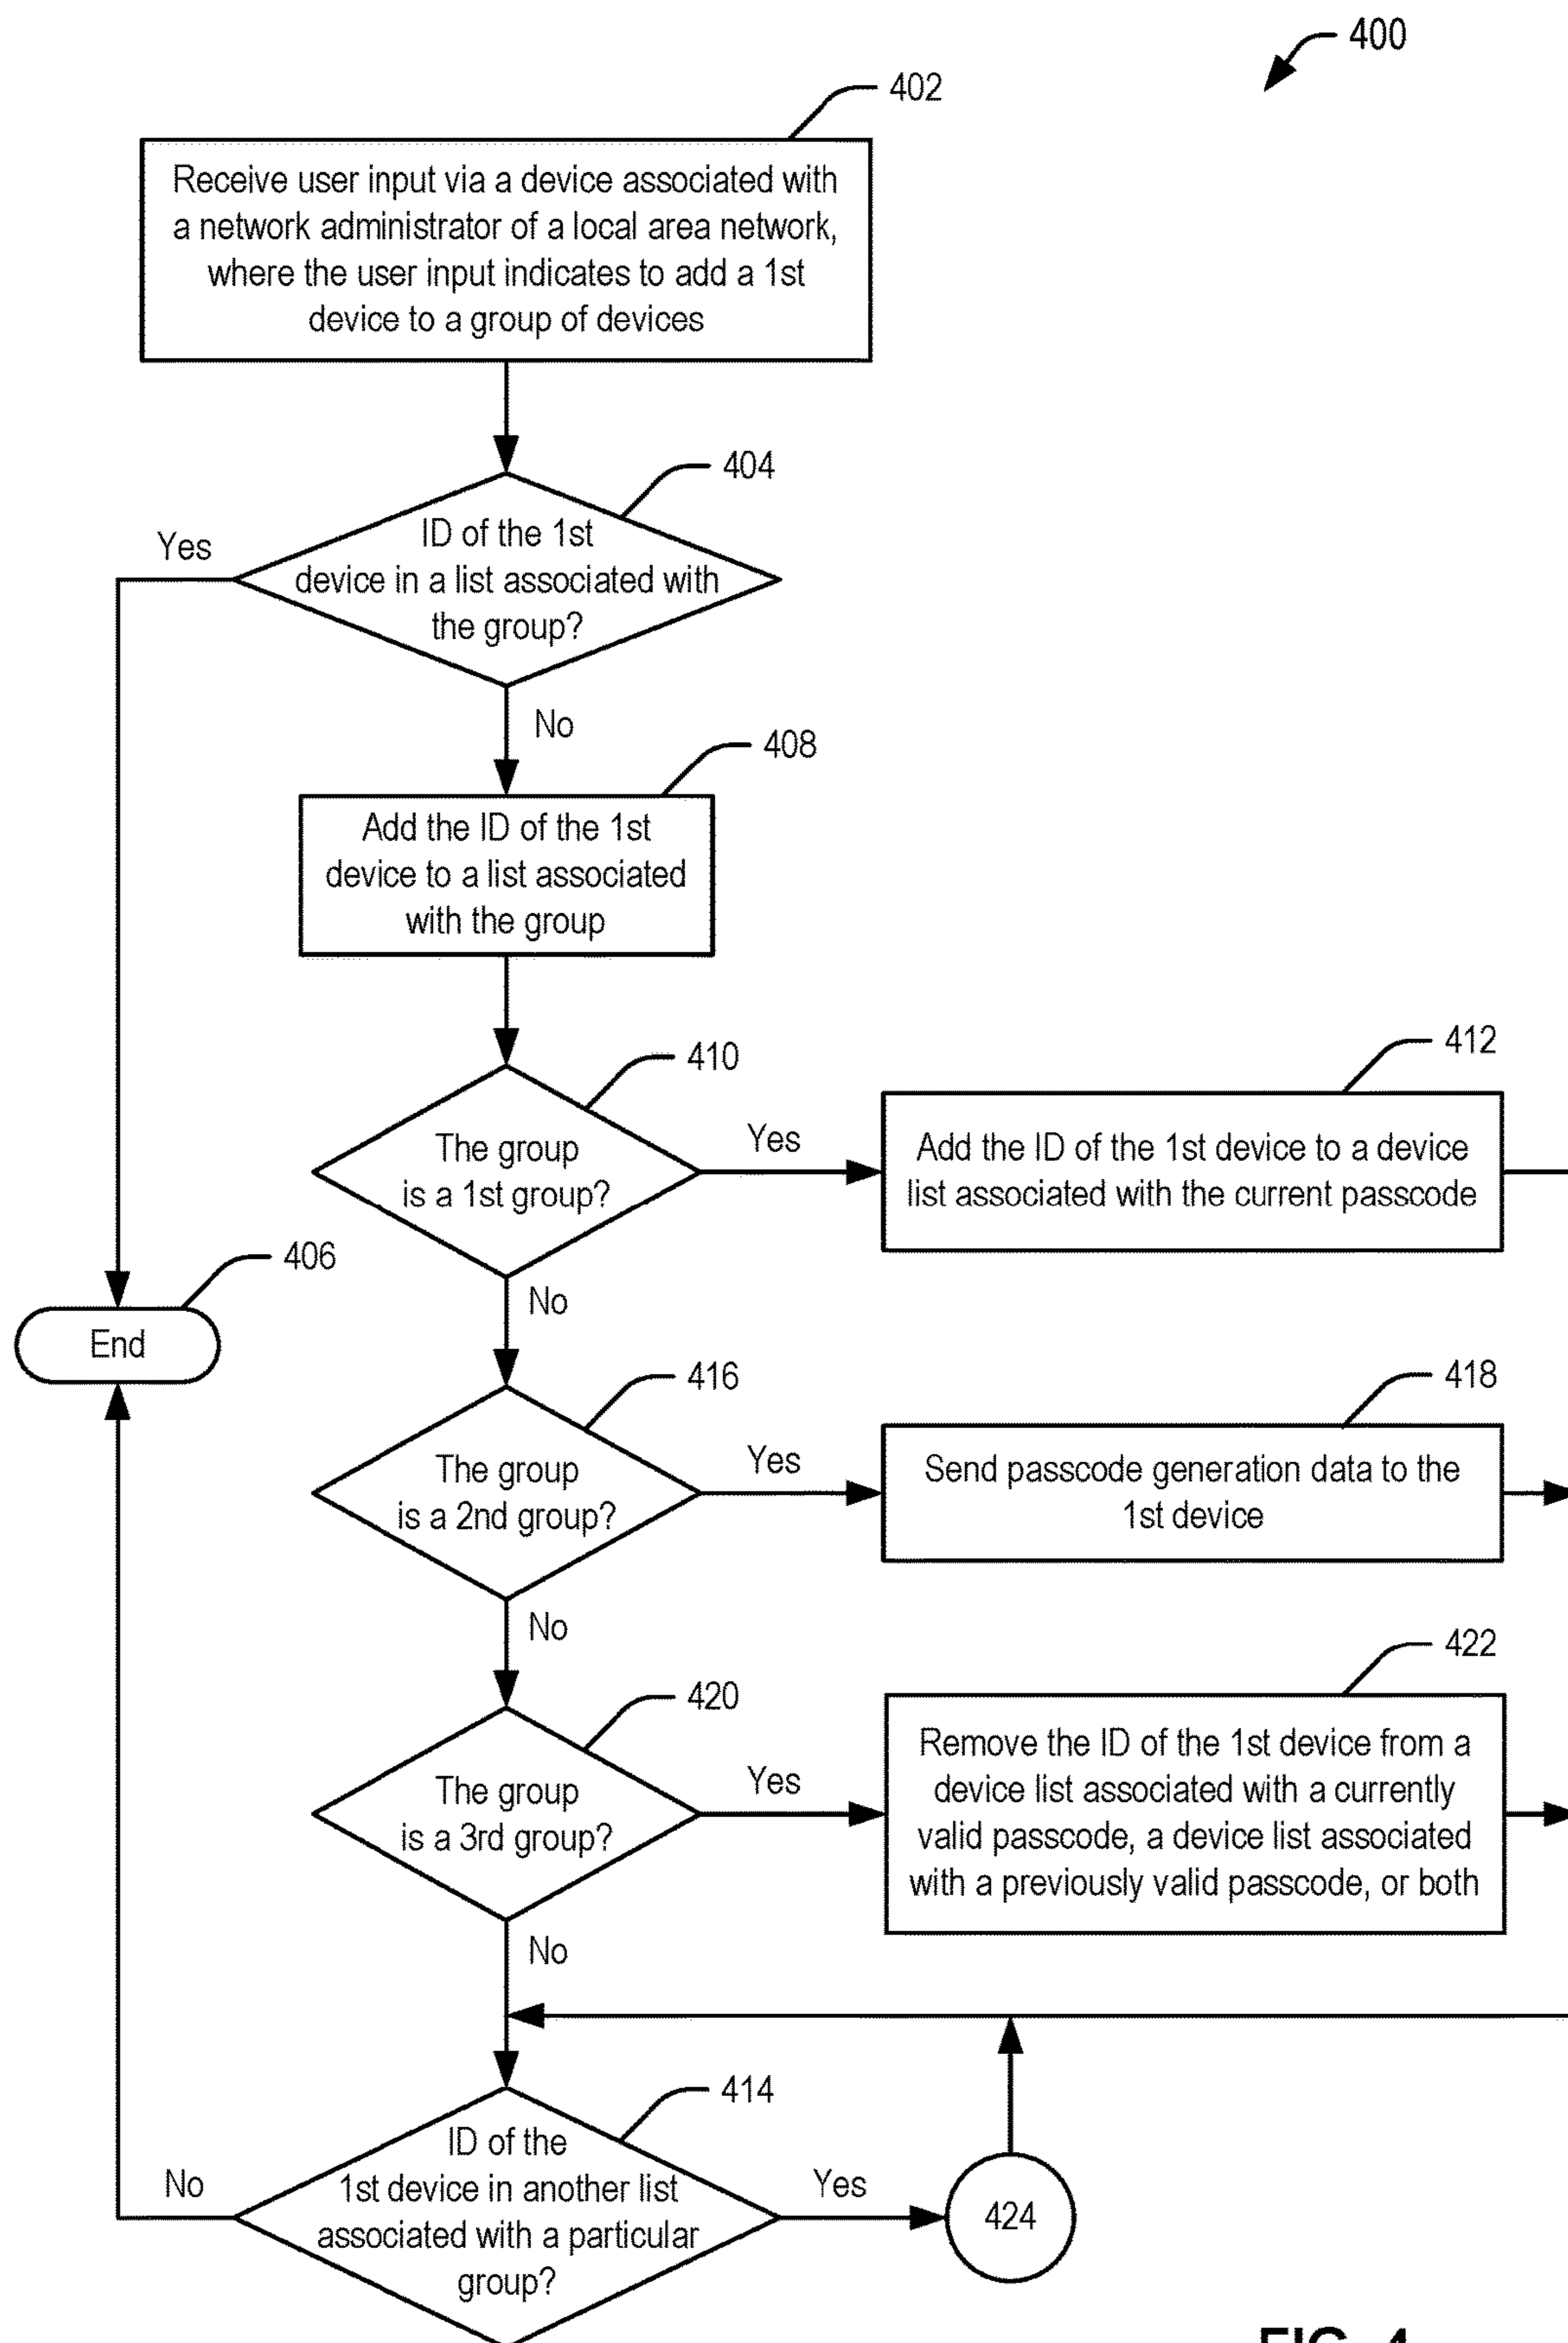 400
402
Receive user input via a device associated with
a network administrator of a local area network,
where the user input indicates to add a 1st
device to a group of devices
404
Yes
ID of the 1st
device in a list associated with
the group?
No
408
Add the ID of the 1st
device to a list associated
with the group
410
412
The group
is a 1st group?
Yes
Add the ID of the 1st device to a device
list associated with the current passcode
406
No
End
416
418
The group
is a 2nd group?
Yes
Send passcode generation data to the
1st device
No
420
422
The group
is a 3rd group?
Yes
Remove the ID of the 1st device from a
device list associated with a currently
valid passcode, a device list associated
with a previously valid passcode, or both
No
414
No
ID of the
1st device in another list
associated with a particular
group?
Yes
424